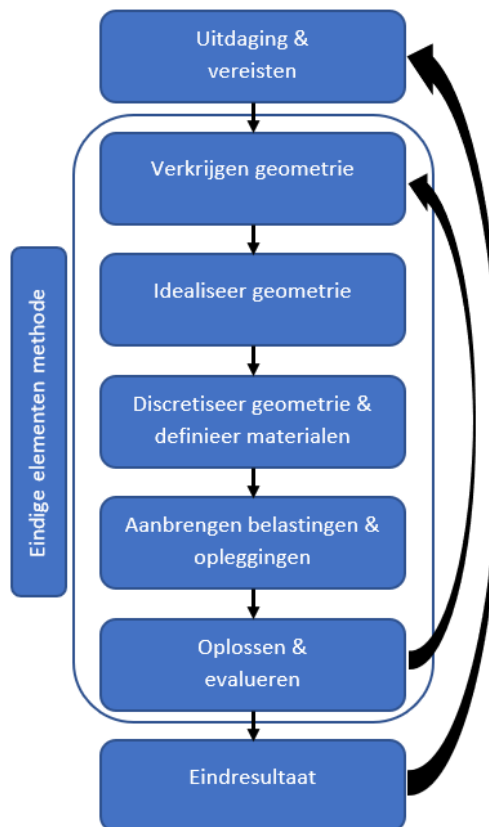 Uitdaging &
vereisten
Verkrijgen geometrie
Idealiseer geometrie
Eindige elementen methode
Discretiseer geometrie &
definieer materialen
Aanbrengen belastingen &
opleggingen
Oplossen &
evalueren
Eindresultaat